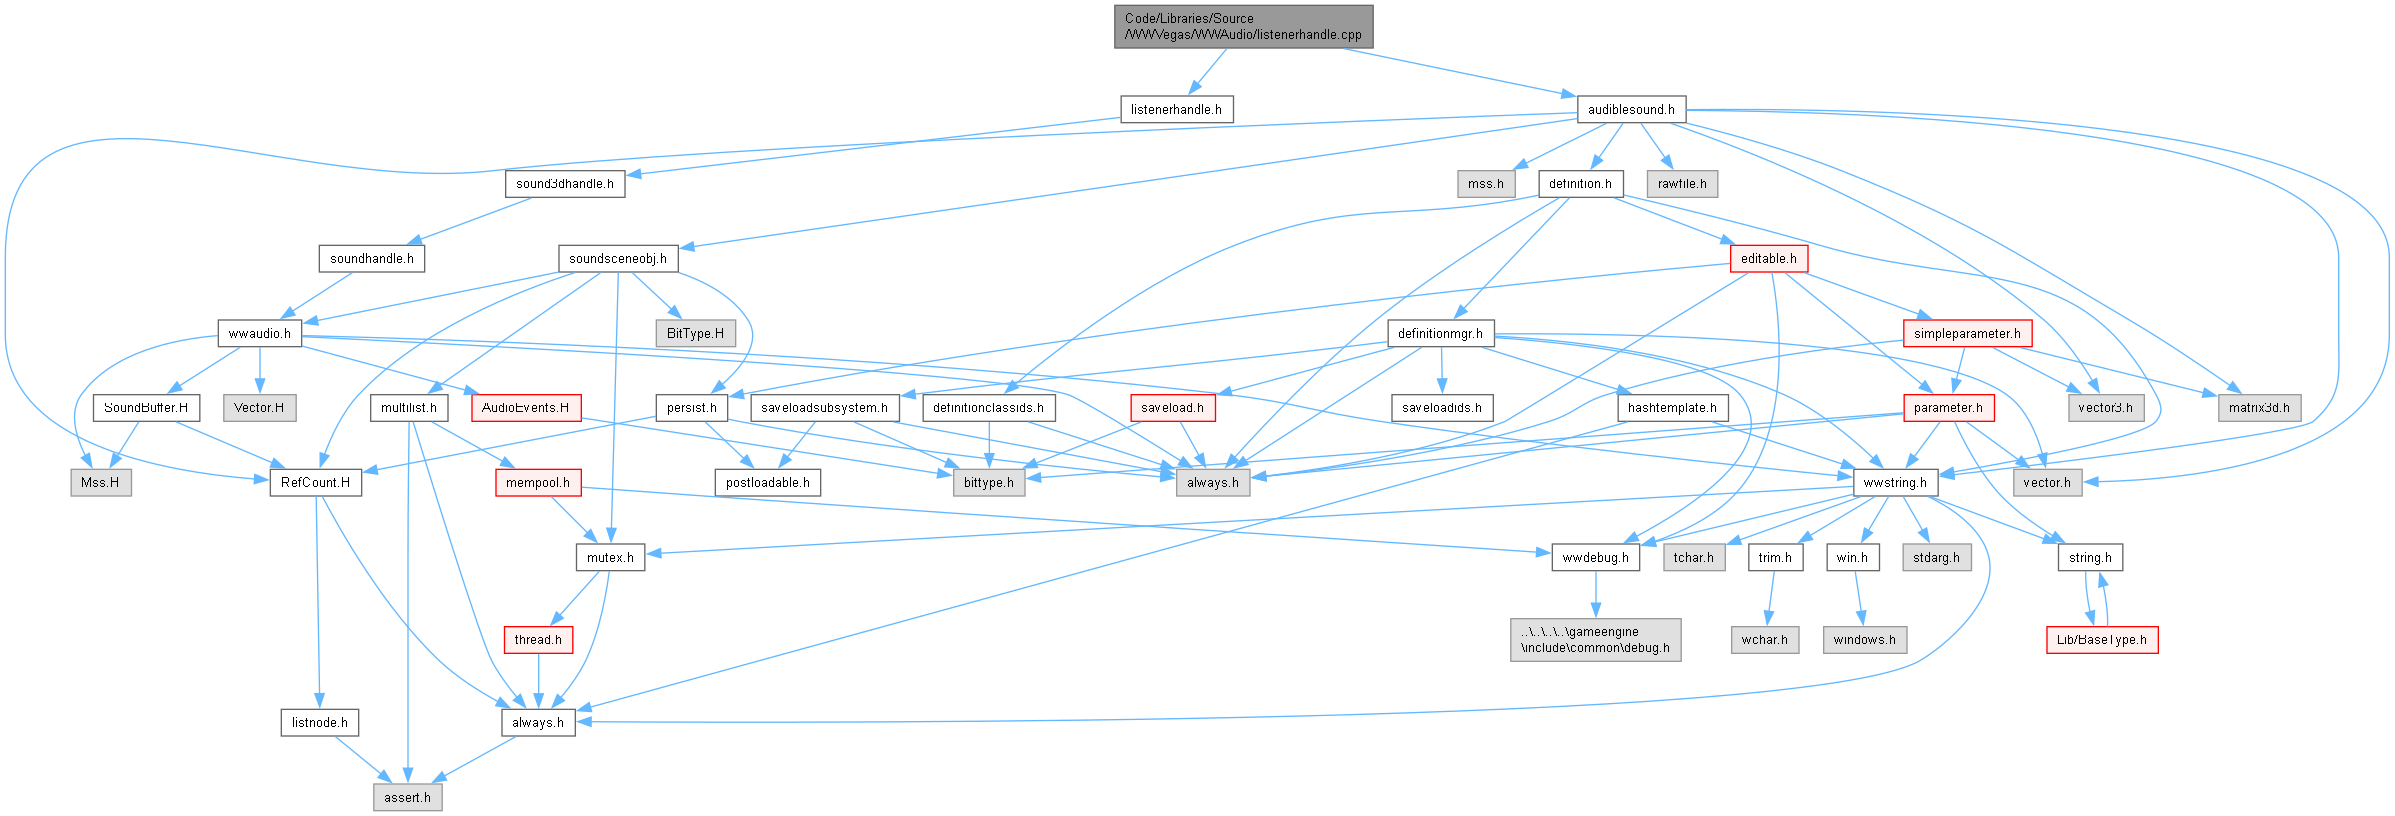 Code/Libraries/Source
/WWVegas/WWAudio/listenerhandle.cpp
listenerhandle.h
audiblesound.h
sound3dhandle.h
mss.h
definition.h
rawfile.h
soundhandle.h
soundsceneobj.h
editable.h
wwaudio.h
BitType.H
definitionmgr.h
simpleparameter.h
SoundBuffer.H
Vector.H
multilist.h
AudioEvents.H
persist.h
saveloadsubsystem.h
definitionclassids.h
saveload.h
saveloadids.h
hashtemplate.h
parameter.h
vector3.h
matrix3d.h
Mss.H
RefCount.H
mempool.h
postloadable.h
bittype.h
always.h
wwstring.h
vector.h
mutex.h
wwdebug.h
tchar.h
trim.h
win.h
stdarg.h
string.h
thread.h
..\..\..\..\gameengine
\include\common\debug.h
wchar.h
windows.h
Lib/BaseType.h
listnode.h
always.h
assert.h